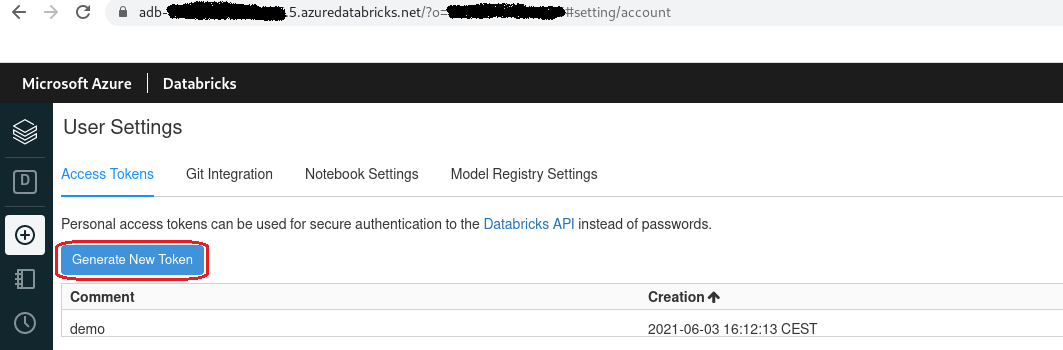 adb- .5.azuredatabricks.net/?o= #setting/account
Microsoft Azure Databricks
User Settings
D
Access Tokens Git Integration Notebook Settings Model Registry Settings
Personal access tokens can be used for secure authentication to the Databricks API instead of passwords.
Generate New Token
Comment Creation
demo 2021-06-03 16:12:13 CEST